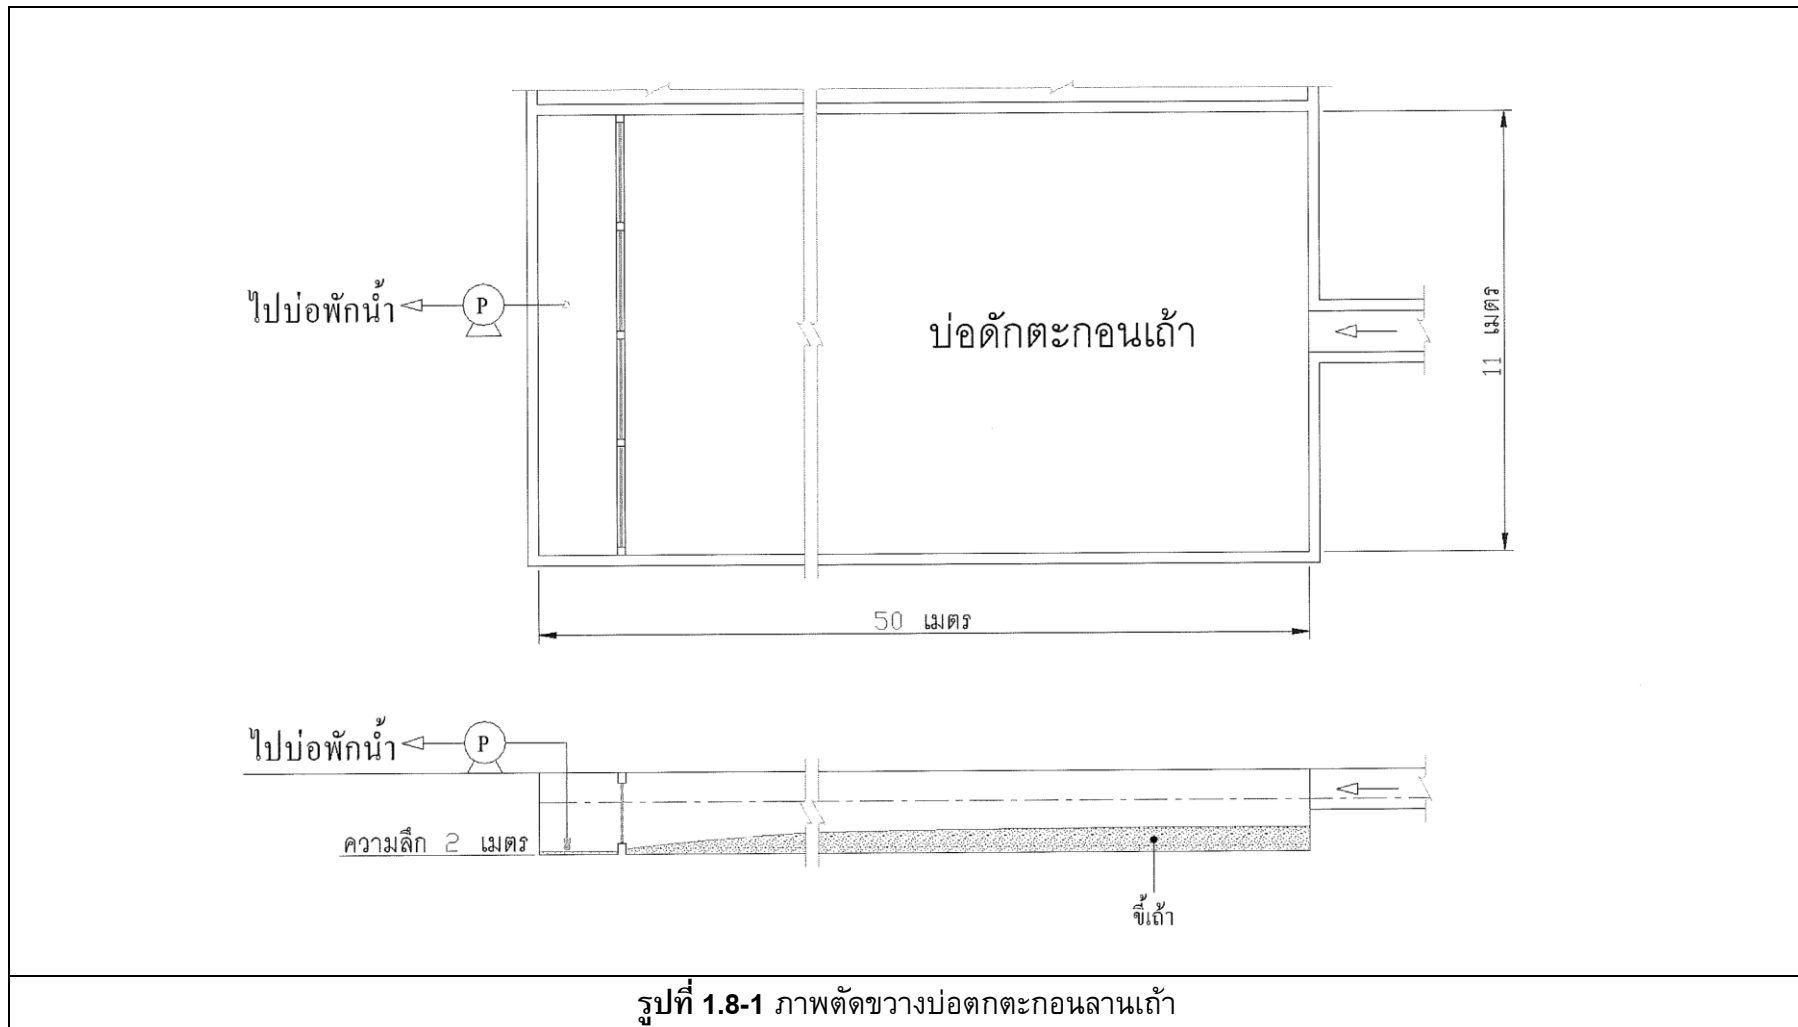 ไปบ่อพักน้ำ
P
บ่อดักตะกอนเถ้า
11 เมตร
50 เมตร
ไปบ่อพักน้ำ
P
ความลึก 2 เมตร
ขี้เถ้า
รูปที่ 1.8-1 ภาพตัดขวางบ่อตกตะกอนลานเถ้า